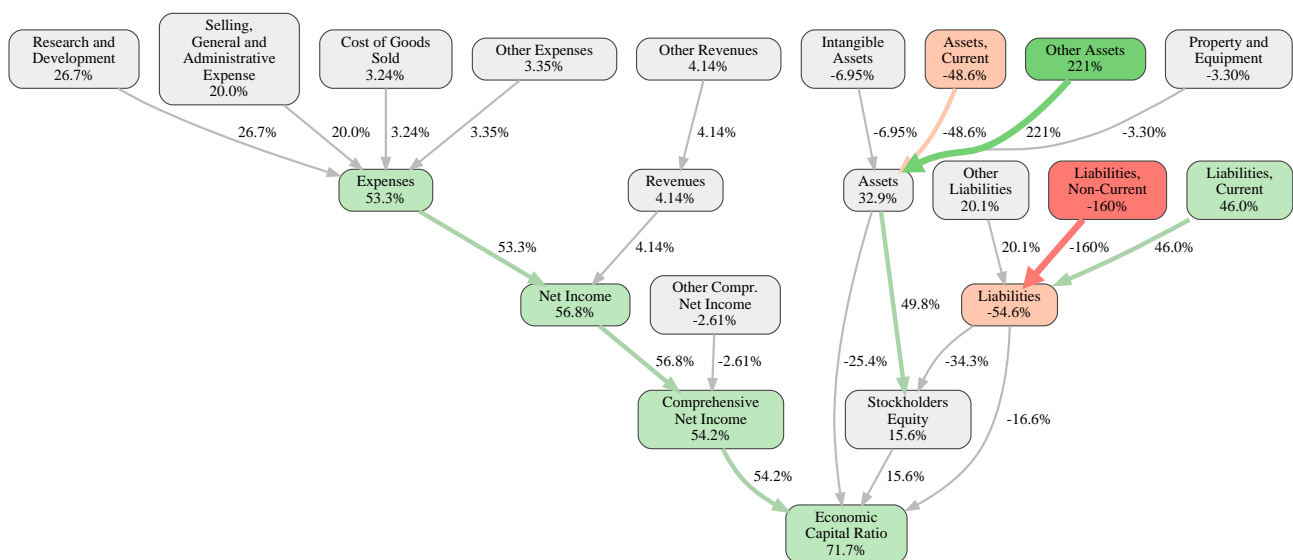 Research and
Development
26.7%
Selling,
General and
Administrative
Expense
20.0%
Cost of Goods
Sold
3.24%
Other Expenses
3.35%
Other Revenues
4.14%
Intangible
Assets
-6.95%
Assets,
Current
-48.6%
Other Assets
221%
Property and
Equipment
-3.30%
26.7%
20.0%
3.24%
3.35%
4.14%
-6.95%
-48.6%
221%
-3.30%
Expenses
53.3%
Revenues
4.14%
Assets
32.9%
Other
Liabilities
20.1%
Liabilities,
Non-Current
-160%
Liabilities,
Current
46.0%
53.3%
4.14%
20.1%
-160%
46.0%
Net Income
56.8%
Other Compr.
Net Income
-2.61%
49.8%
Liabilities
-54.6%
56.8%
-2.61%
-25.4%
-34.3%
Comprehensive
Net Income
54.2%
Stockholders
Equity
15.6%
-16.6%
54.2%
15.6%
Economic
Capital Ratio
71.7%